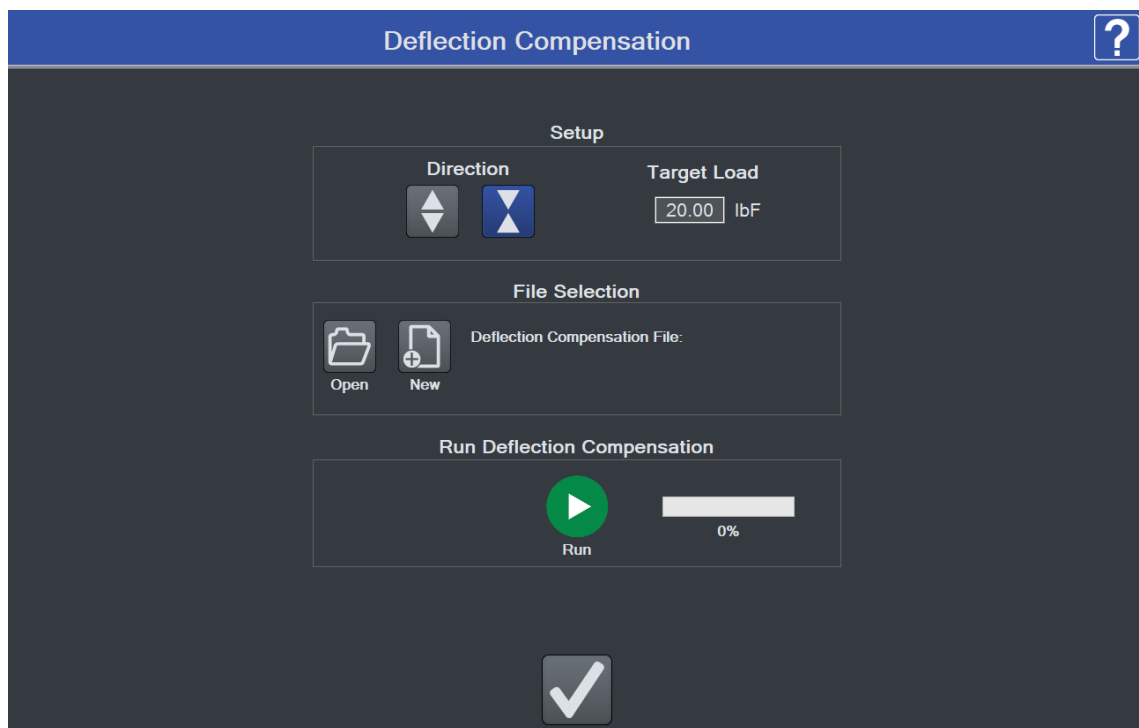 Deflection Compensation
?
Setup
Direction
Target Load
20.00 lbF
File Selection
Deflection Compensation File:
Open
New
Run Deflection Compensation
Run
0%